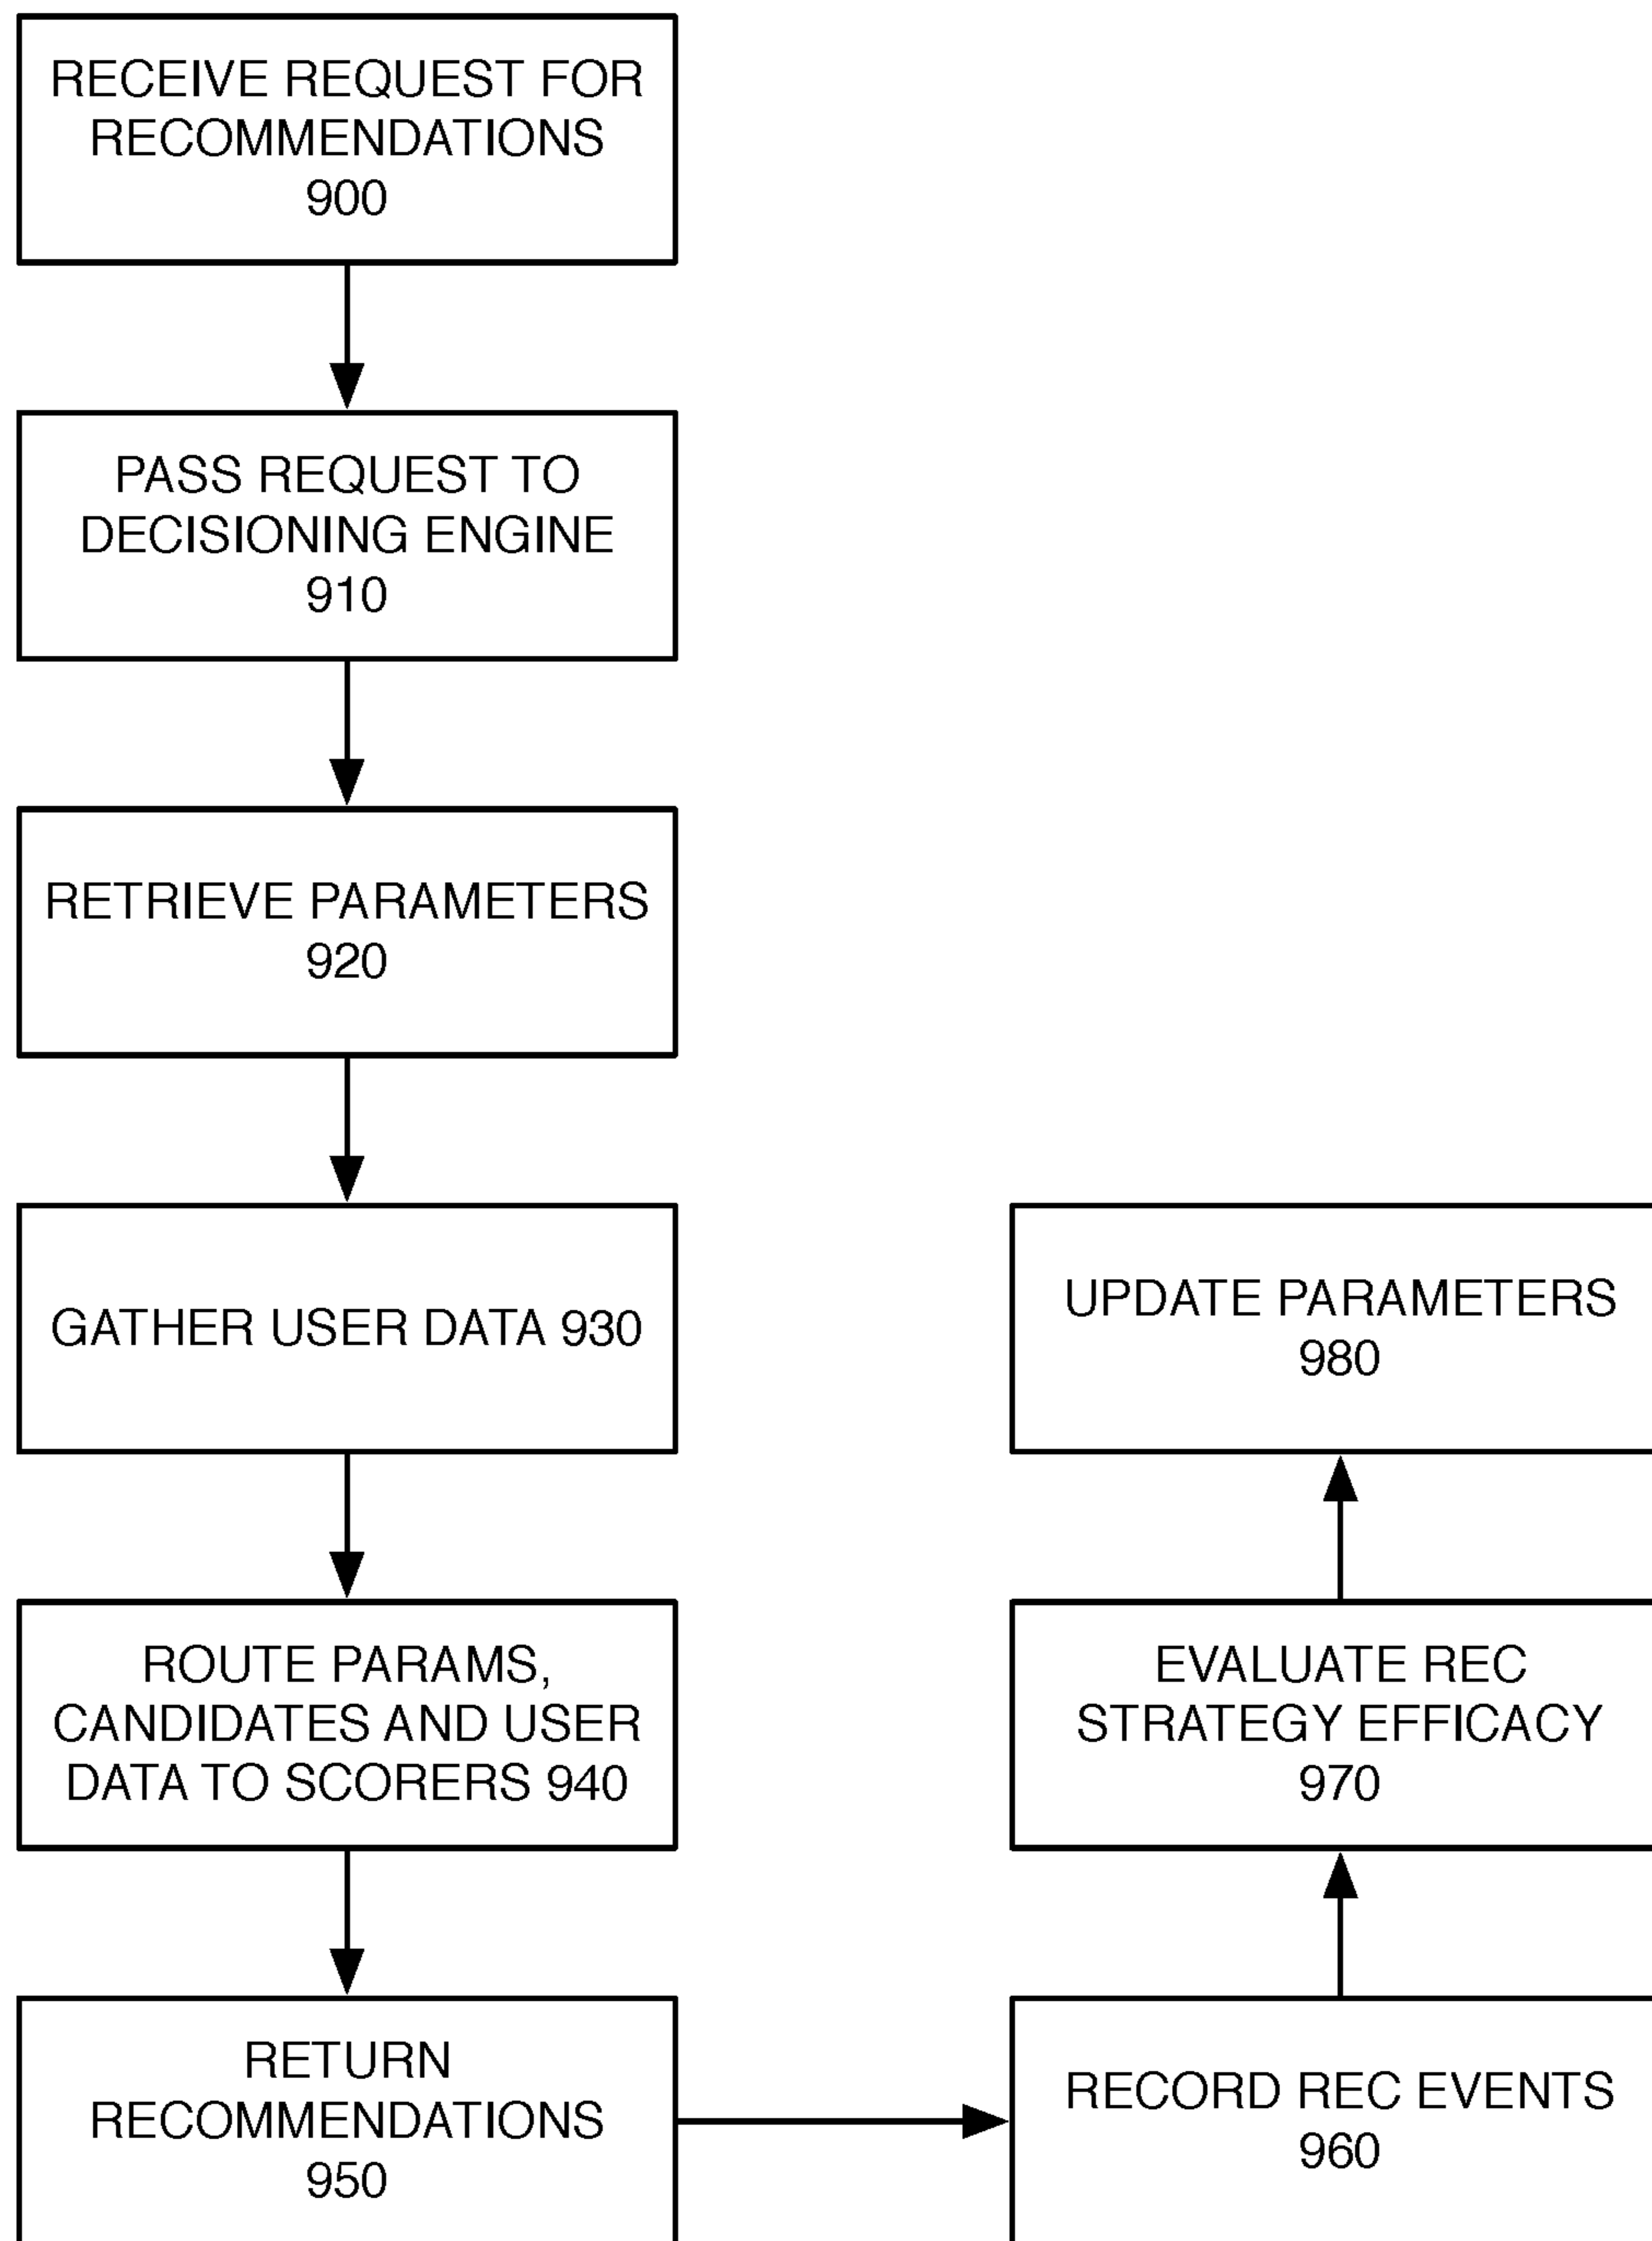 RECEIVE REQUEST FOR
RECOMMENDATIONS
900
PASS REQUEST TO
DECISIONING ENGINE
910
RETRIEVE PARAMETERS
920
GATHER USER DATA 930
ROUTE PARAMS,
CANDIDATES AND USER
DATA TO SCORERS 940
RETURN
RECOMMENDATIONS
950
RECORD REC EVENTS
960
EVALUATE REC
STRATEGY EFFICACY
970
UPDATE PARAMETERS
980